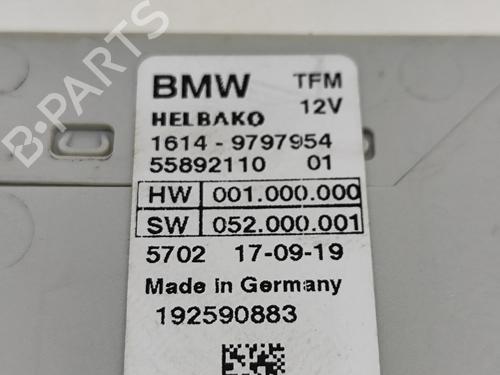 BMW TFM
12V
HELBAKO
1614 - 9797954
55892110 01
HW 001.000.000
SW 052.000.001
5702 17-09-19
Made in Germany
192590883
B-PARTS